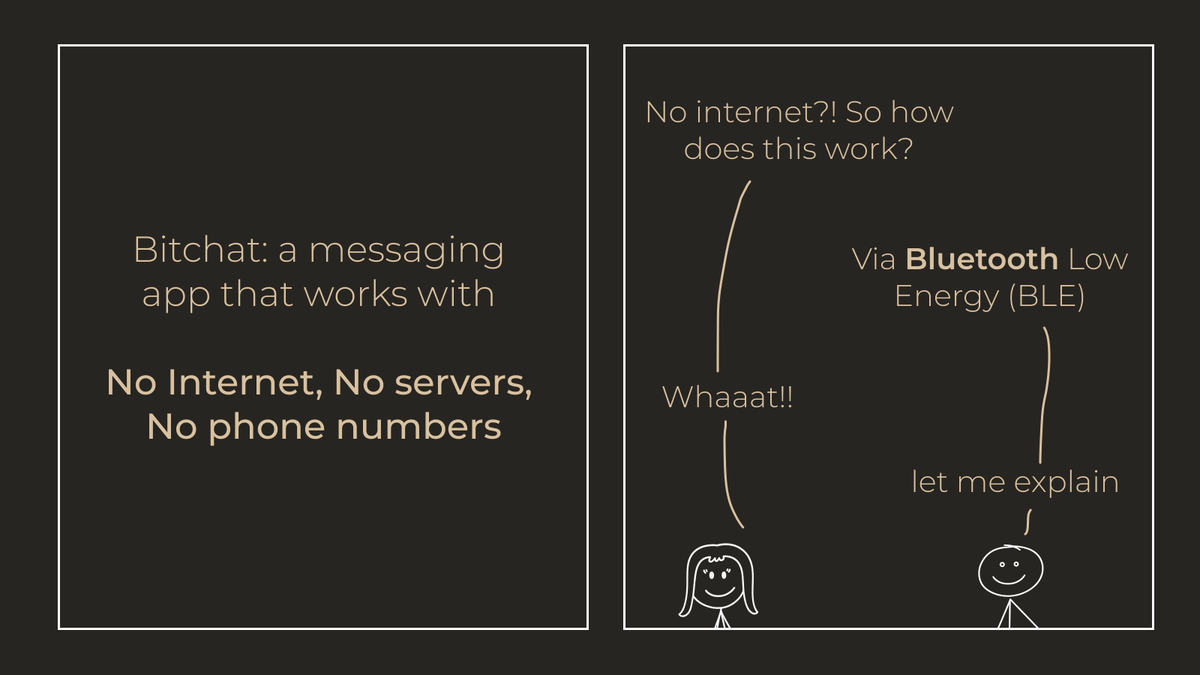 Bitchat: a messaging
app that works with
No Internet, No servers,
No phone numbers
No internet?! So how
does this work?
Via Bluetooth Low
Energy (BLE)
Whaaat!!
let me explain